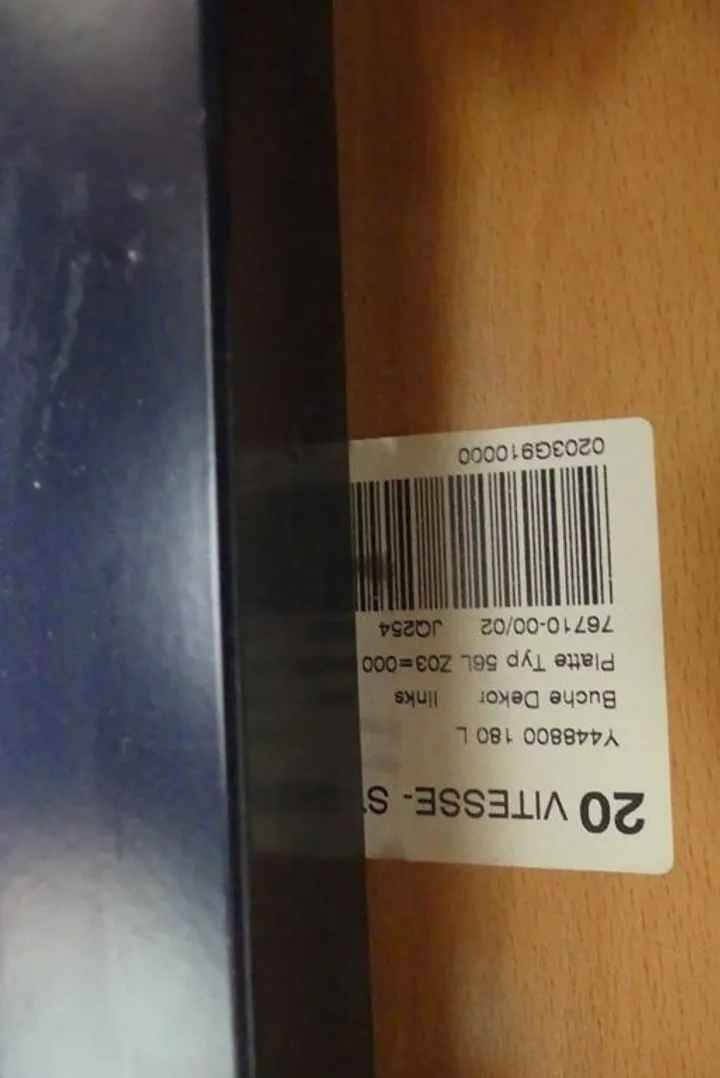 20 VITESSE- S
Y448800 180 L
Buche Dekor links
Platte Typ 56L Z03=000
76710-00/02 JQ254
0203G910000